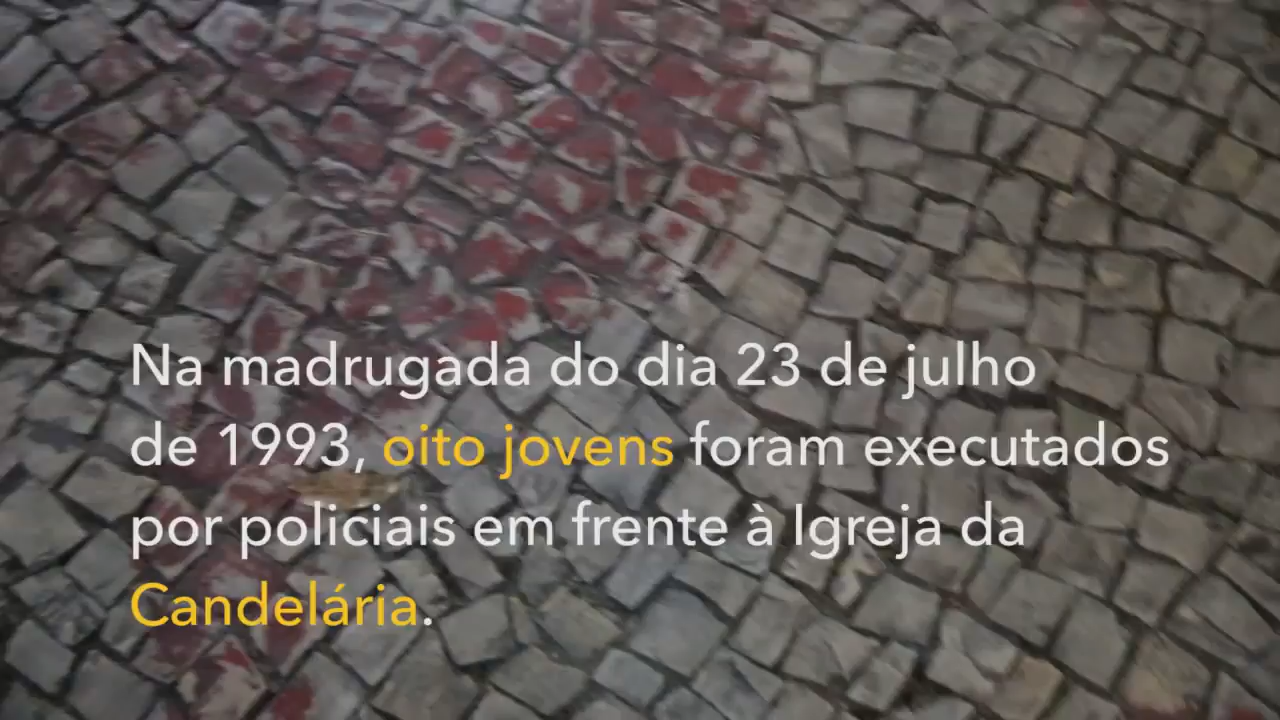 Na madrugada do dia 23 de julho
de 1993, oito jovens foram executados
por policiais em frente à Igreja da
Candelária.